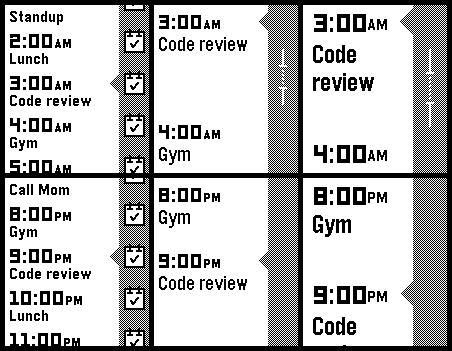 Standup
2:00AM
Lunch
3:00AM
Code review
4:00AM
Gym
5:00AM
3:00AM
Code review
4:00AM
Gym
3:00AM
Code
review
4:00AM
Call Mom
8:00PM
Gym
9:00PM
Code review
10:00PM
Lunch
11:00PM
8:00PM
Gym
9:00PM
Code review
8:00PM
Gym
9:00PM
Code